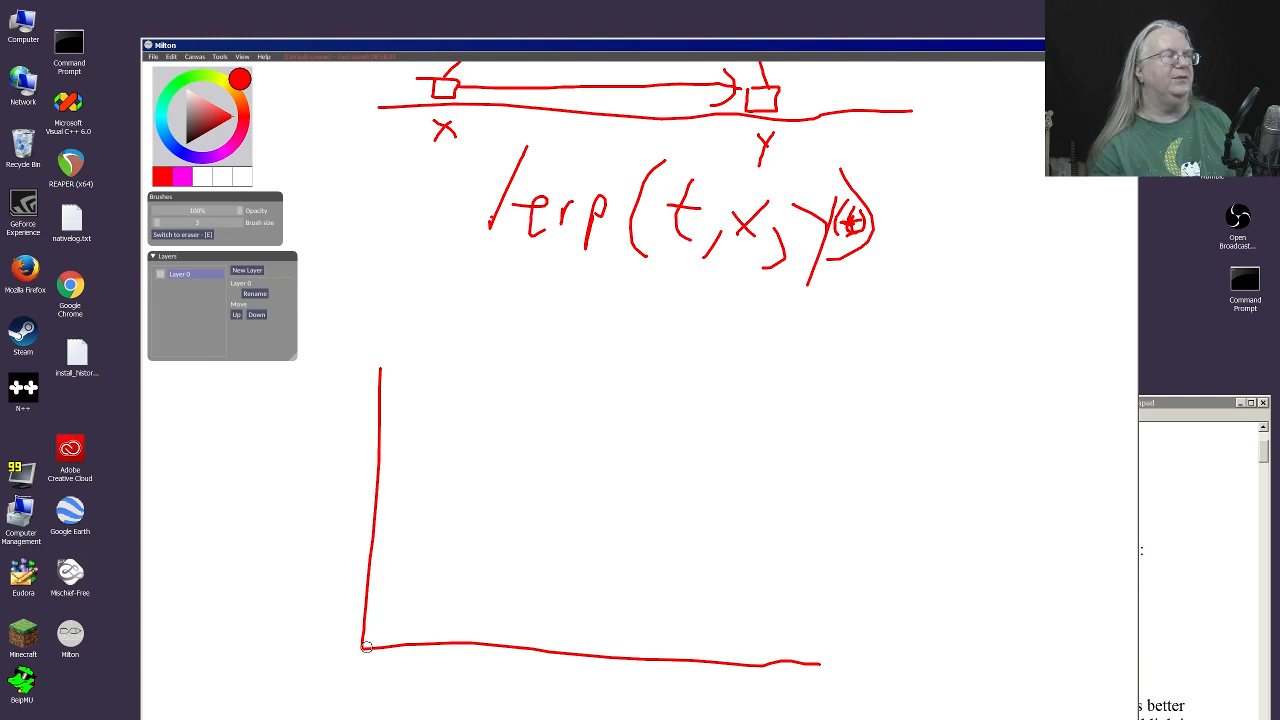 Computer
Command Prompt
Network
Microsoft Visual C++ 6.0
Recycle Bin
REAPER (x64)
GeForce Experience
nativelog.txt
Mozilla Firefox
Google Chrome
Steam
install_histor...
N++
Adobe Creative Cloud
99
Computer Management
Google Earth
Eudora
Mischief-Free
Minecraft
Milton
BeipMU
Milton
File Edit Canvas Tools View Help
Brushes
100% Opacity
3 Brush size
Switch to eraser - [E]
Layers
Layer 0
New Layer
Layer 0
Rename
Move
Up Down
x
y
lerp(t,x,y(t))
Open Broadcast...
Command Prompt
:
s better